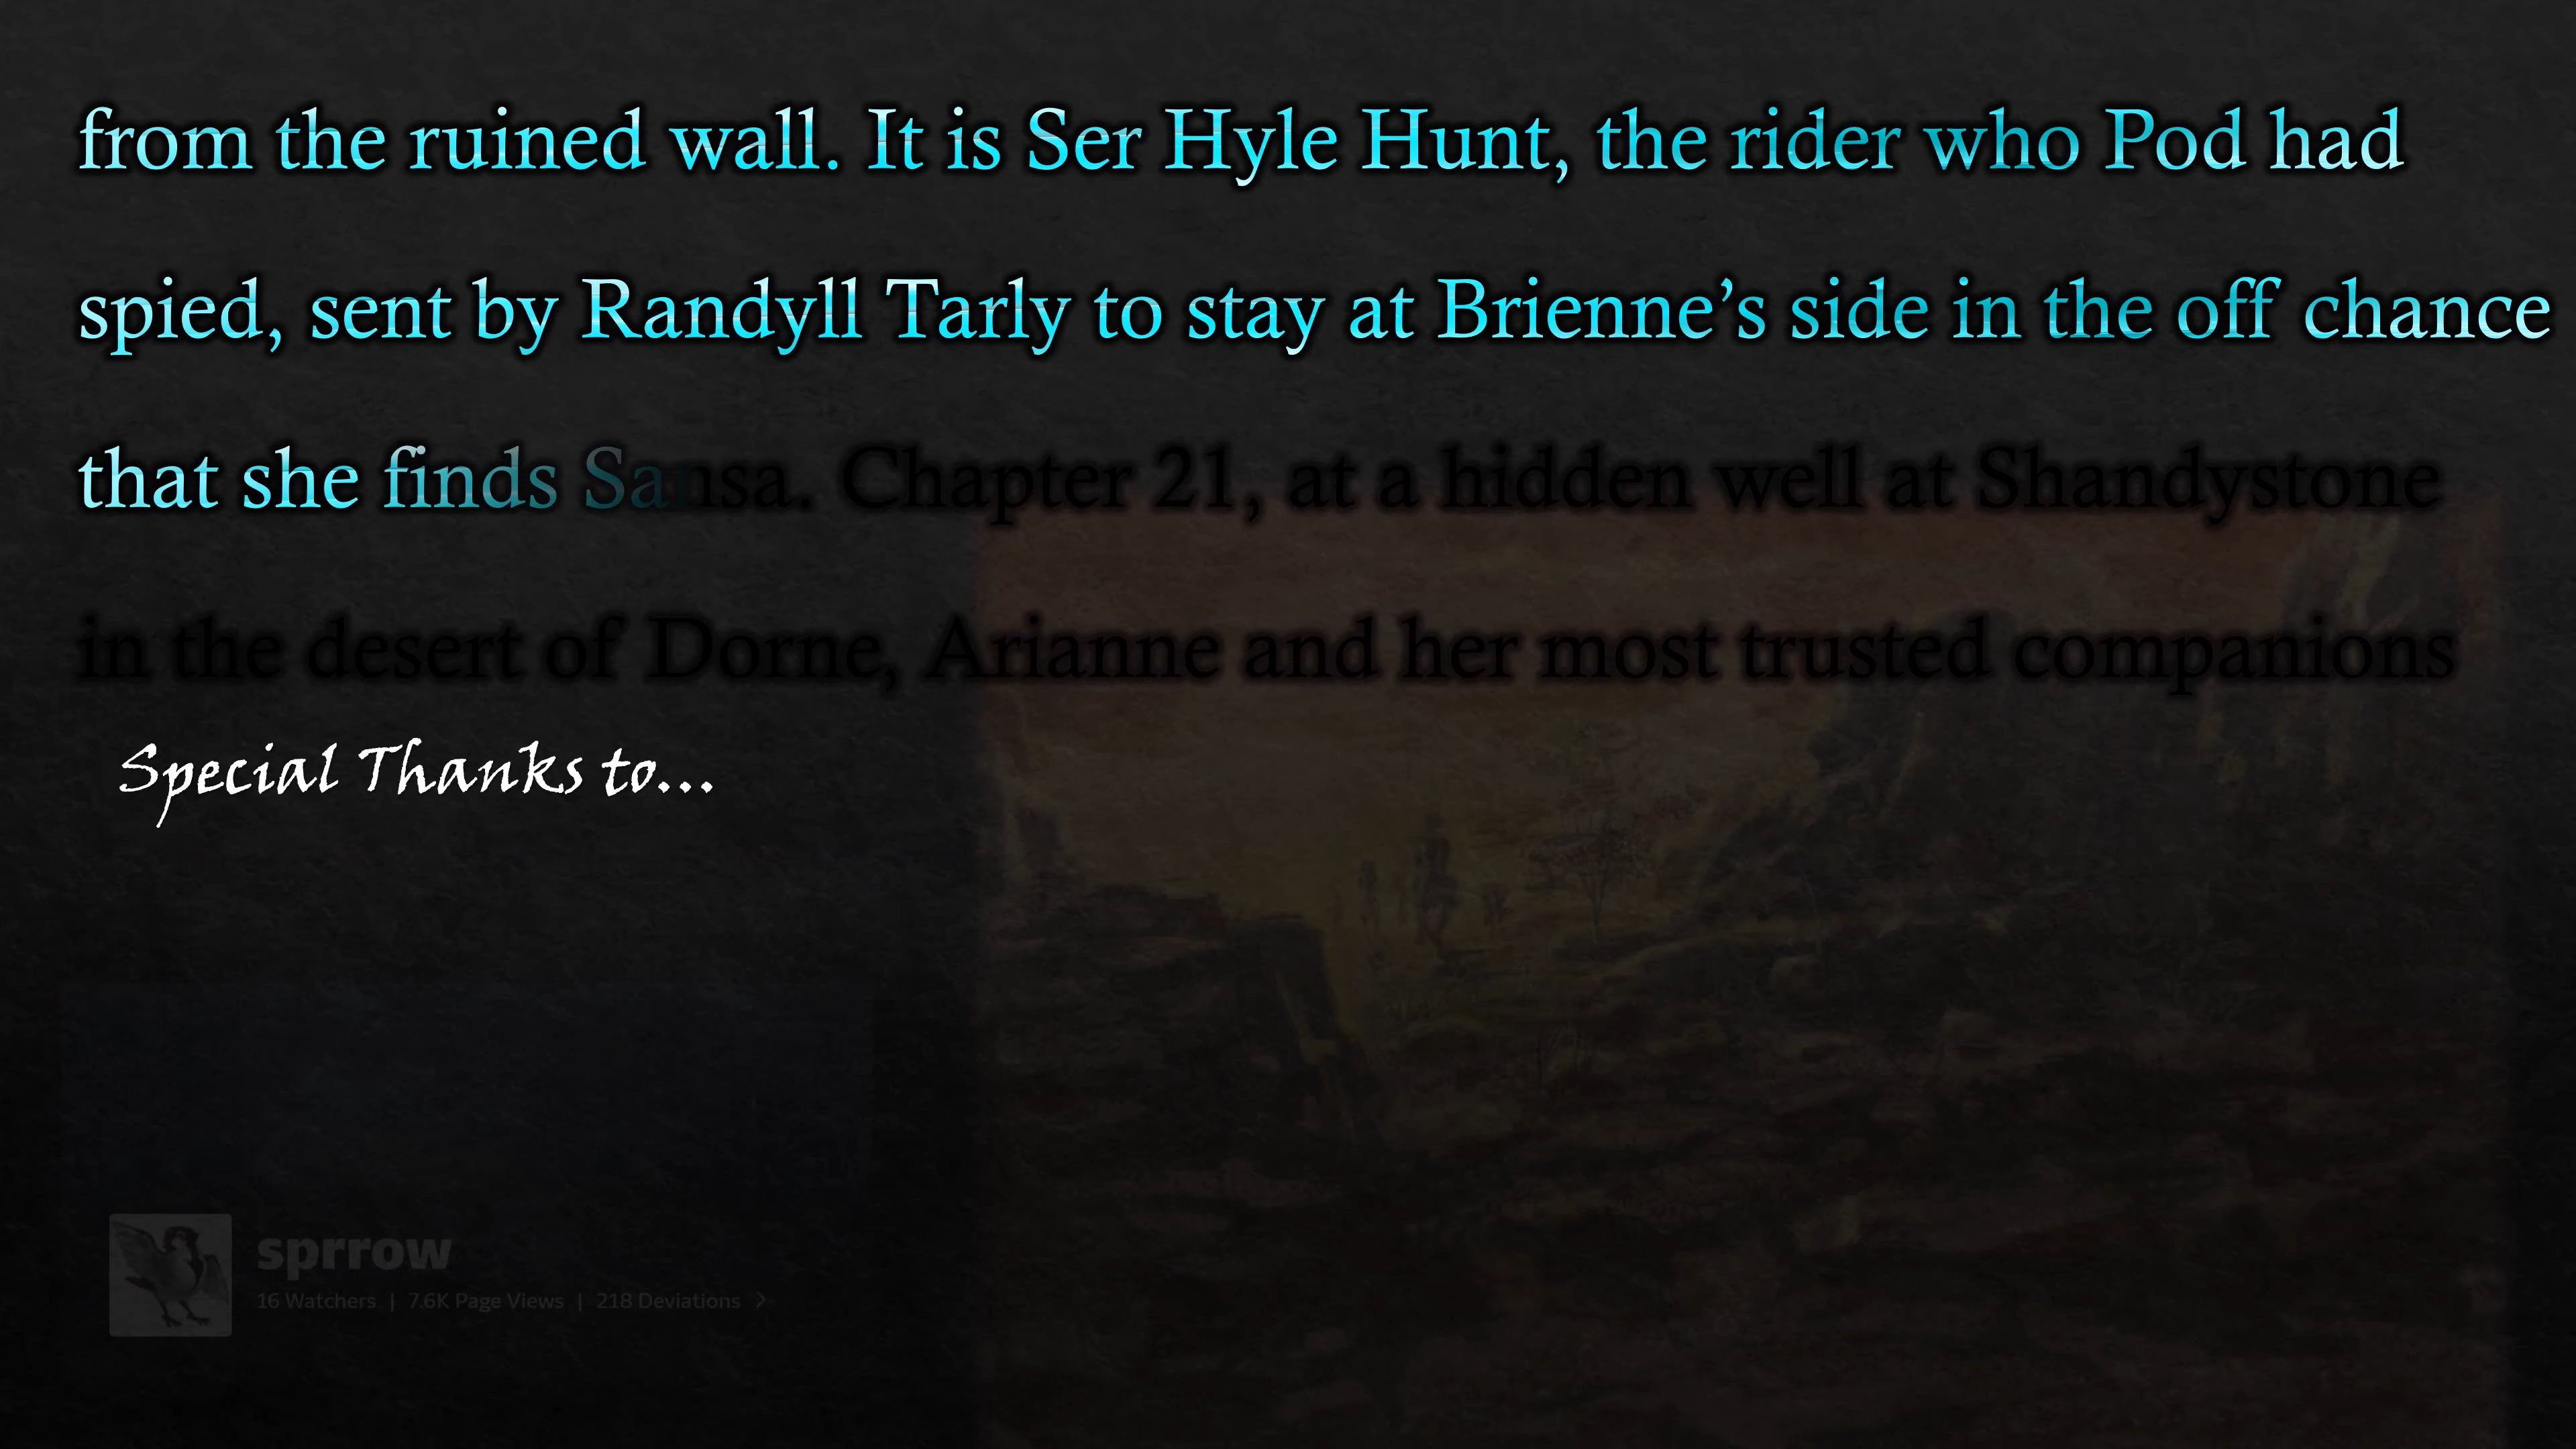 from the ruined wall. It is Ser Hyle Hunt, the rider who Pod had
spied, sent by Randyll Tarly to stay at Brienne’s side in the off chance
that she finds Sansa. Chapter 21, at a hidden well at Shandystone
in the desert of Dorne, Arianne and her most trusted companions
Special Thanks to...
sprrow
16 Watchers | 7.6K Page Views | 218 Deviations >